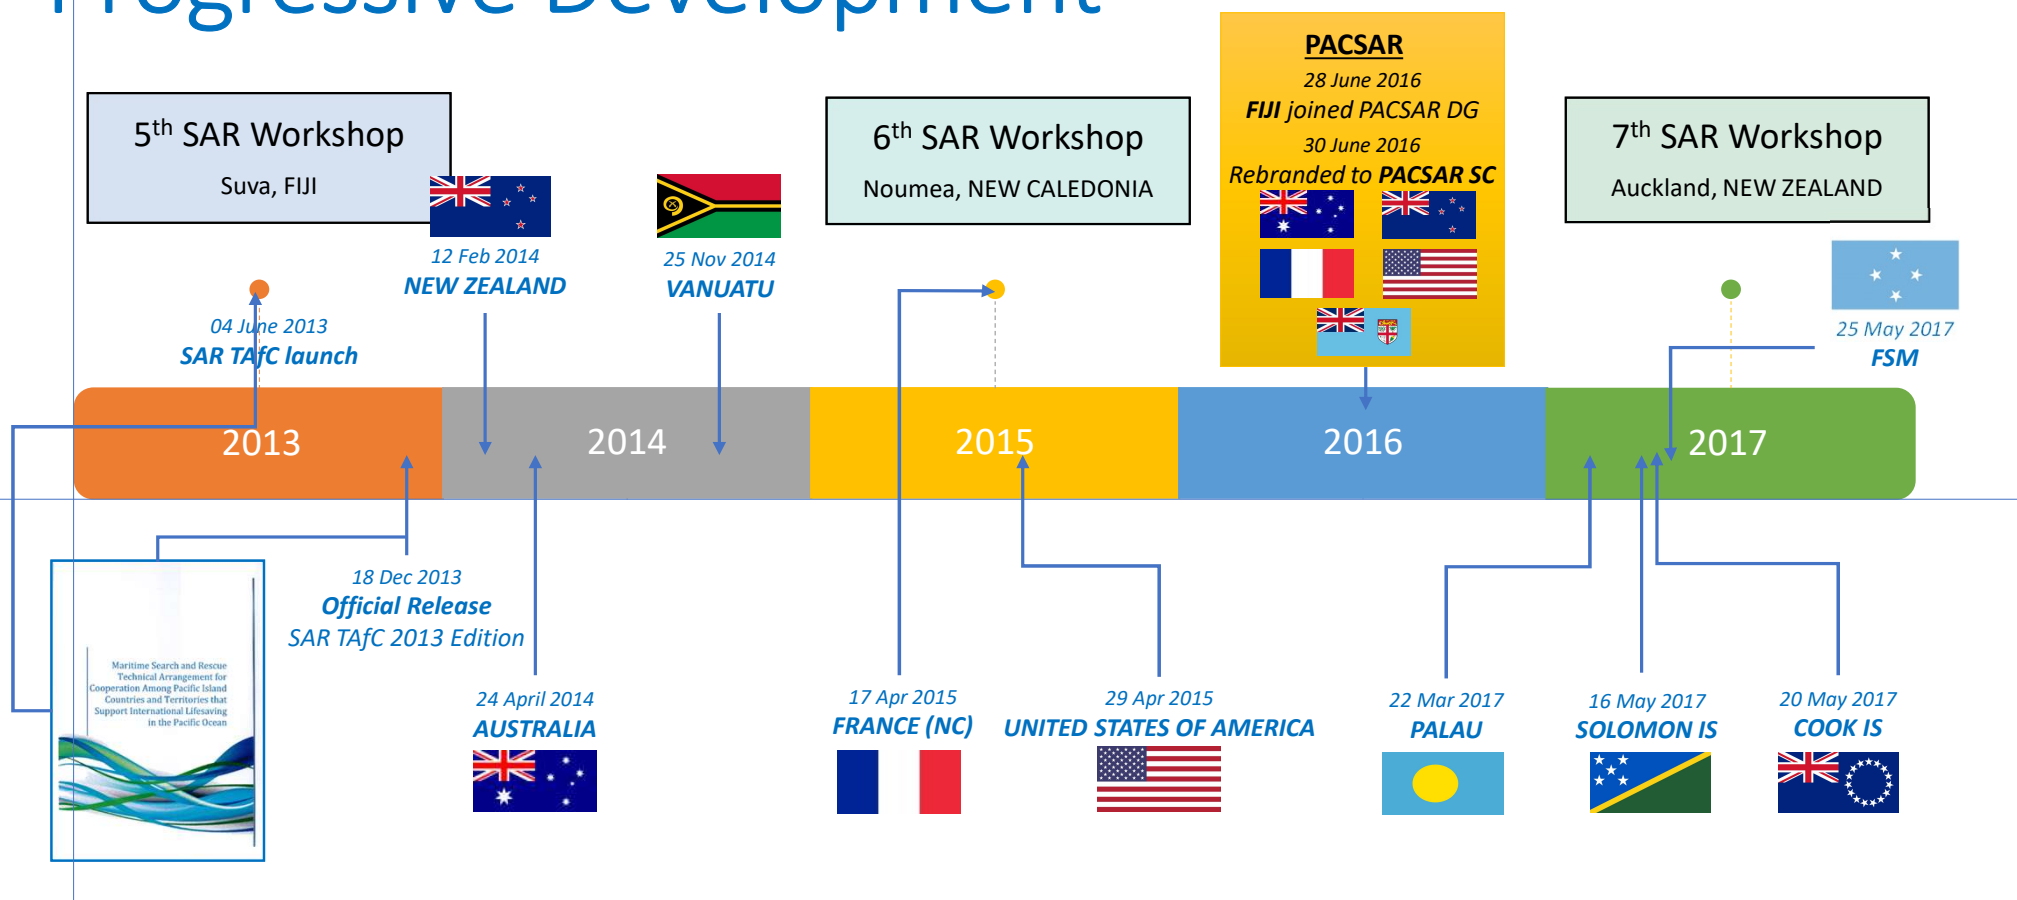 Progressive Development
5th SAR Workshop
Suva, FIJI
6th SAR Workshop
Noumea, NEW CALEDONIA
PACSAR
28 June 2016
FIJI joined PACSAR DG
30 June 2016
Rebranded to PACSAR SC
7th SAR Workshop
Auckland, NEW ZEALAND
12 Feb 2014
NEW ZEALAND
25 Nov 2014
VANUATU
04 June 2013
SAR TAfC launch
25 May 2017
FSM
2013
2014
2015
2016
2017
18 Dec 2013
Official Release
SAR TAfC 2013 Edition
Maritime Search and Rescue
Technical Arrangement for
Cooperation Among Pacific Island
Countries and Territories that
Support International Lifesaving
in the Pacific Ocean
24 April 2014
AUSTRALIA
17 Apr 2015
FRANCE (NC)
29 Apr 2015
UNITED STATES OF AMERICA
22 Mar 2017
PALAU
16 May 2017
SOLOMON IS
20 May 2017
COOK IS